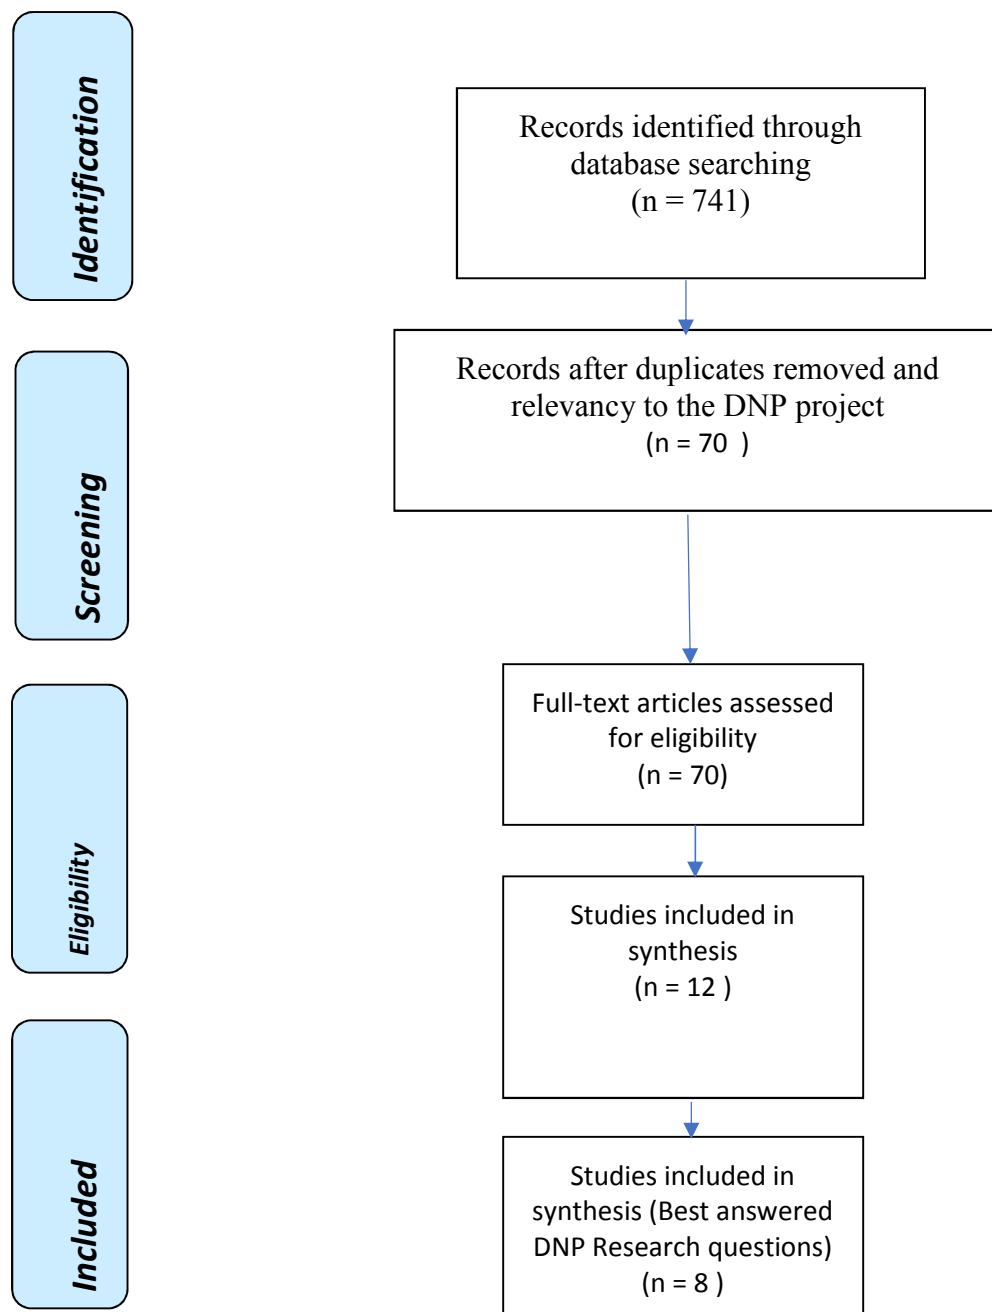 Identification
Records identified through
database searching
(n = 741)
Screening
Records after duplicates removed and
relevancy to the DNP project
(n = 70  )
Eligibility
Full-text articles assessed
for eligibility
(n = 70)
Studies included in
synthesis
(n = 12 )
Included
Studies included in
synthesis (Best answered
DNP Research questions)
(n = 8 )